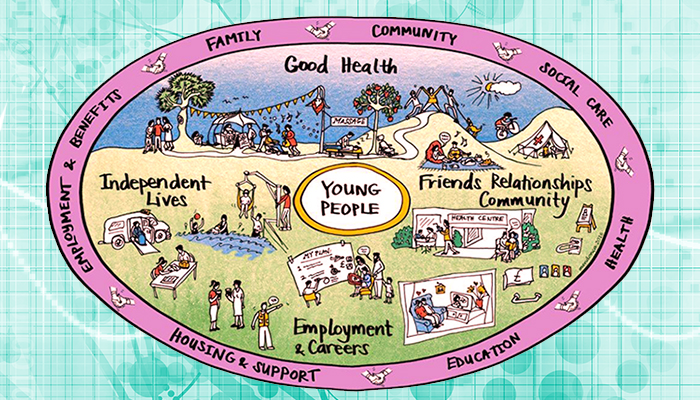 FAMILY
COMMUNITY
SOCIAL CARE
HEALTH
EDUCATION
HOUSING & SUPPORT
EMPLOYMENT & BENEFITS
Good Health
MASSAGE
Independent
Lives
YOUNG
PEOPLE
Friends Relationships
Community
HEALTH CENTRE
MY PLAN
Employment
& Careers